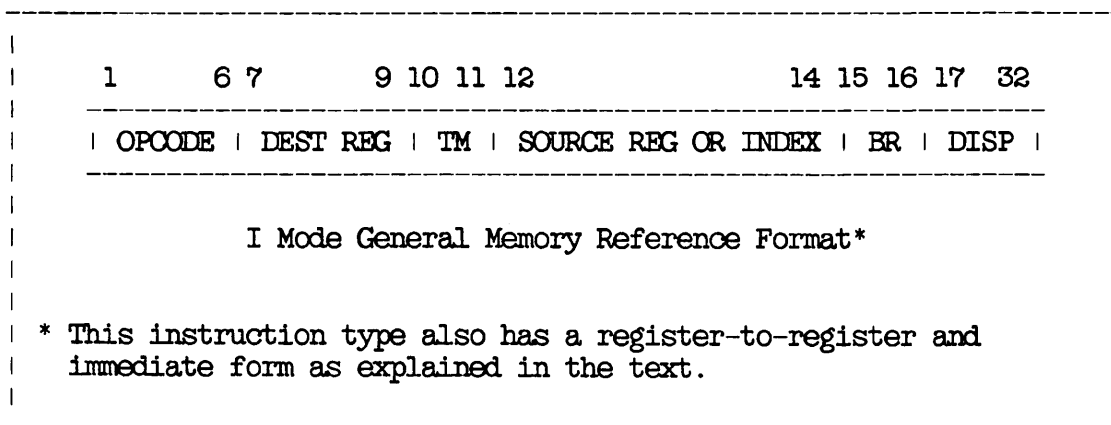 1 6 7 9 10 11 12 14 15 16 17 32
| OPCODE | DEST REG | TM | SOURCE REG OR INDEX | BR | DISP |
I Mode General Memory Reference Format*
* This instruction type also has a register-to-register and
immediate form as explained in the text.